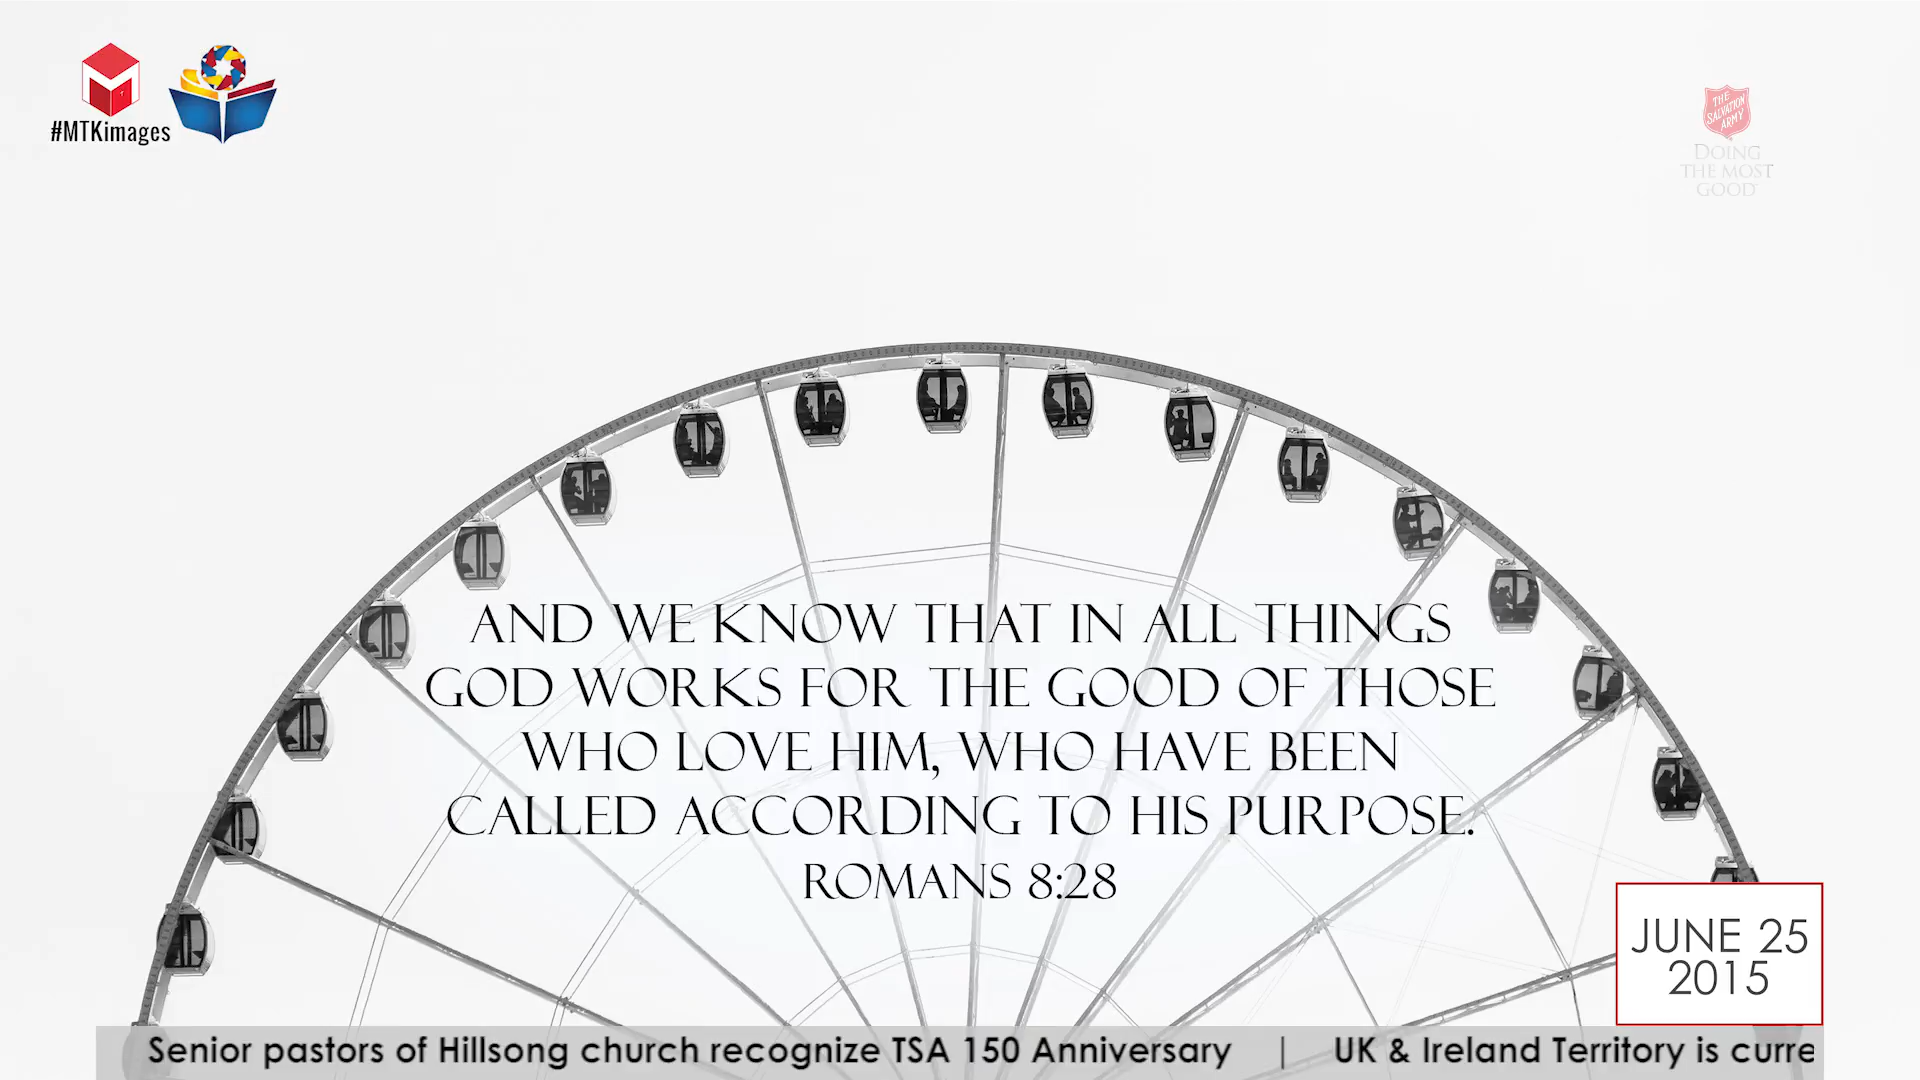 #MTKimages
THE
SALVATION
ARMY
DOING
THE MOST
GOOD
AND WE KNOW THAT IN ALL THINGS
GOD WORKS FOR THE GOOD OF THOSE
WHO LOVE HIM, WHO HAVE BEEN
CALLED ACCORDING TO HIS PURPOSE.
ROMANS 8:28
JUNE 25
2015
Senior pastors of Hillsong church recognize TSA 150 Anniversary | UK & Ireland Territory is curre